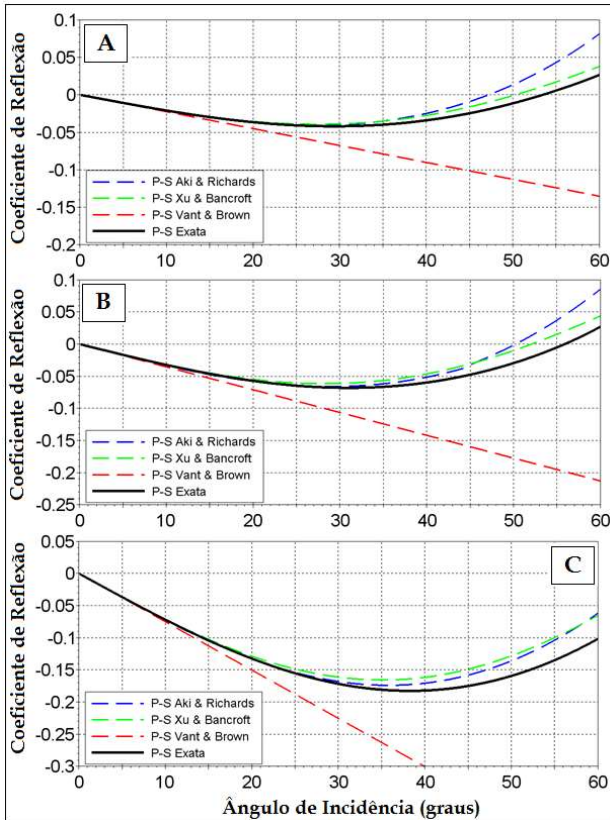 A
Coeficiente de Reflexão
0.1
0.05
0
-0.05
-0.1
-0.15
-0.2
P-S Aki & Richards
P-S Xu & Bancroft
P-S Vant & Brown
P-S Exata
0 10 20 30 40 50 60
B
Coeficiente de Reflexão
0.1
0.05
0
-0.05
-0.1
-0.15
-0.2
-0.25
P-S Aki & Richards
P-S Xu & Bancroft
P-S Vant & Brown
P-S Exata
0 10 20 30 40 50 60
C
Coeficiente de Reflexão
0.05
0
-0.05
-0.1
-0.15
-0.2
-0.25
-0.3
P-S Aki & Richards
P-S Xu & Bancroft
P-S Vant & Brown
P-S Exata
0 10 20 30 40 50 60
Ângulo de Incidência (graus)